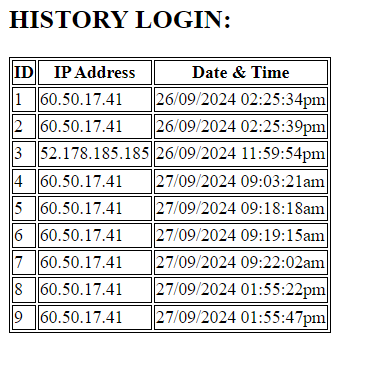 HISTORY LOGIN:
ID IP Address Date & Time
1 60.50.17.41 26/09/2024 02:25:34pm
2 60.50.17.41 26/09/2024 02:25:39pm
3 52.178.185.185 26/09/2024 11:59:54pm
4 60.50.17.41 27/09/2024 09:03:21am
5 60.50.17.41 27/09/2024 09:18:18am
6 60.50.17.41 27/09/2024 09:19:15am
7 60.50.17.41 27/09/2024 09:22:02am
8 60.50.17.41 27/09/2024 01:55:22pm
9 60.50.17.41 27/09/2024 01:55:47pm